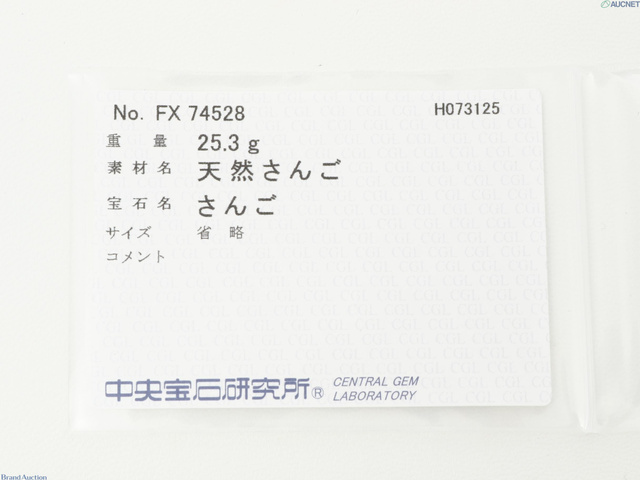 AUCNET
No. FX 74528 H073125
重量 25.3 g
素材名 天然さんご
宝石名 さんご
サイズ 省略
コメント
中央宝石研究所® CENTRAL GEM
LABORATORY
Brand Auction